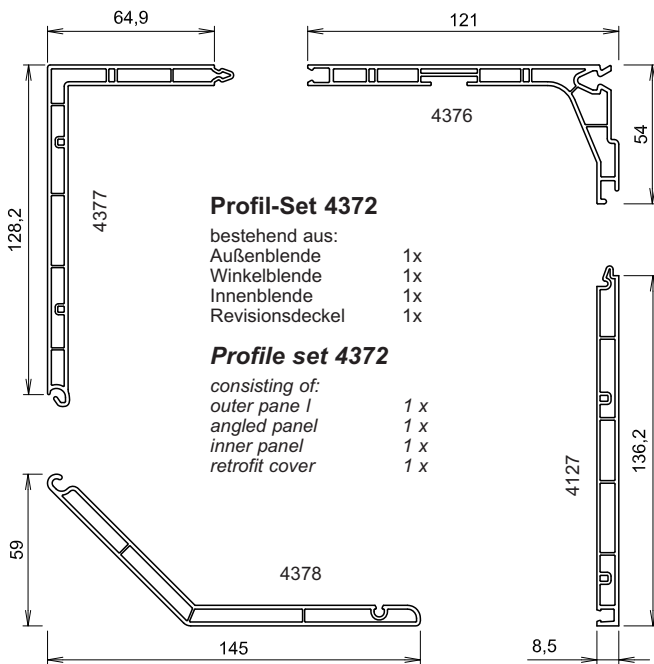 64,9
121
4376
54
128,2
4377
Profil-Set 4372
bestehend aus:
Außenblende 1x
Winkelblende 1x
Innenblende 1x
Revisionsdeckel 1x
Profile set 4372
consisting of:
outer pane l 1 x
angled panel 1 x
inner panel 1 x
retrofit cover 1 x
4127
136,2
59
4378
145
8,5